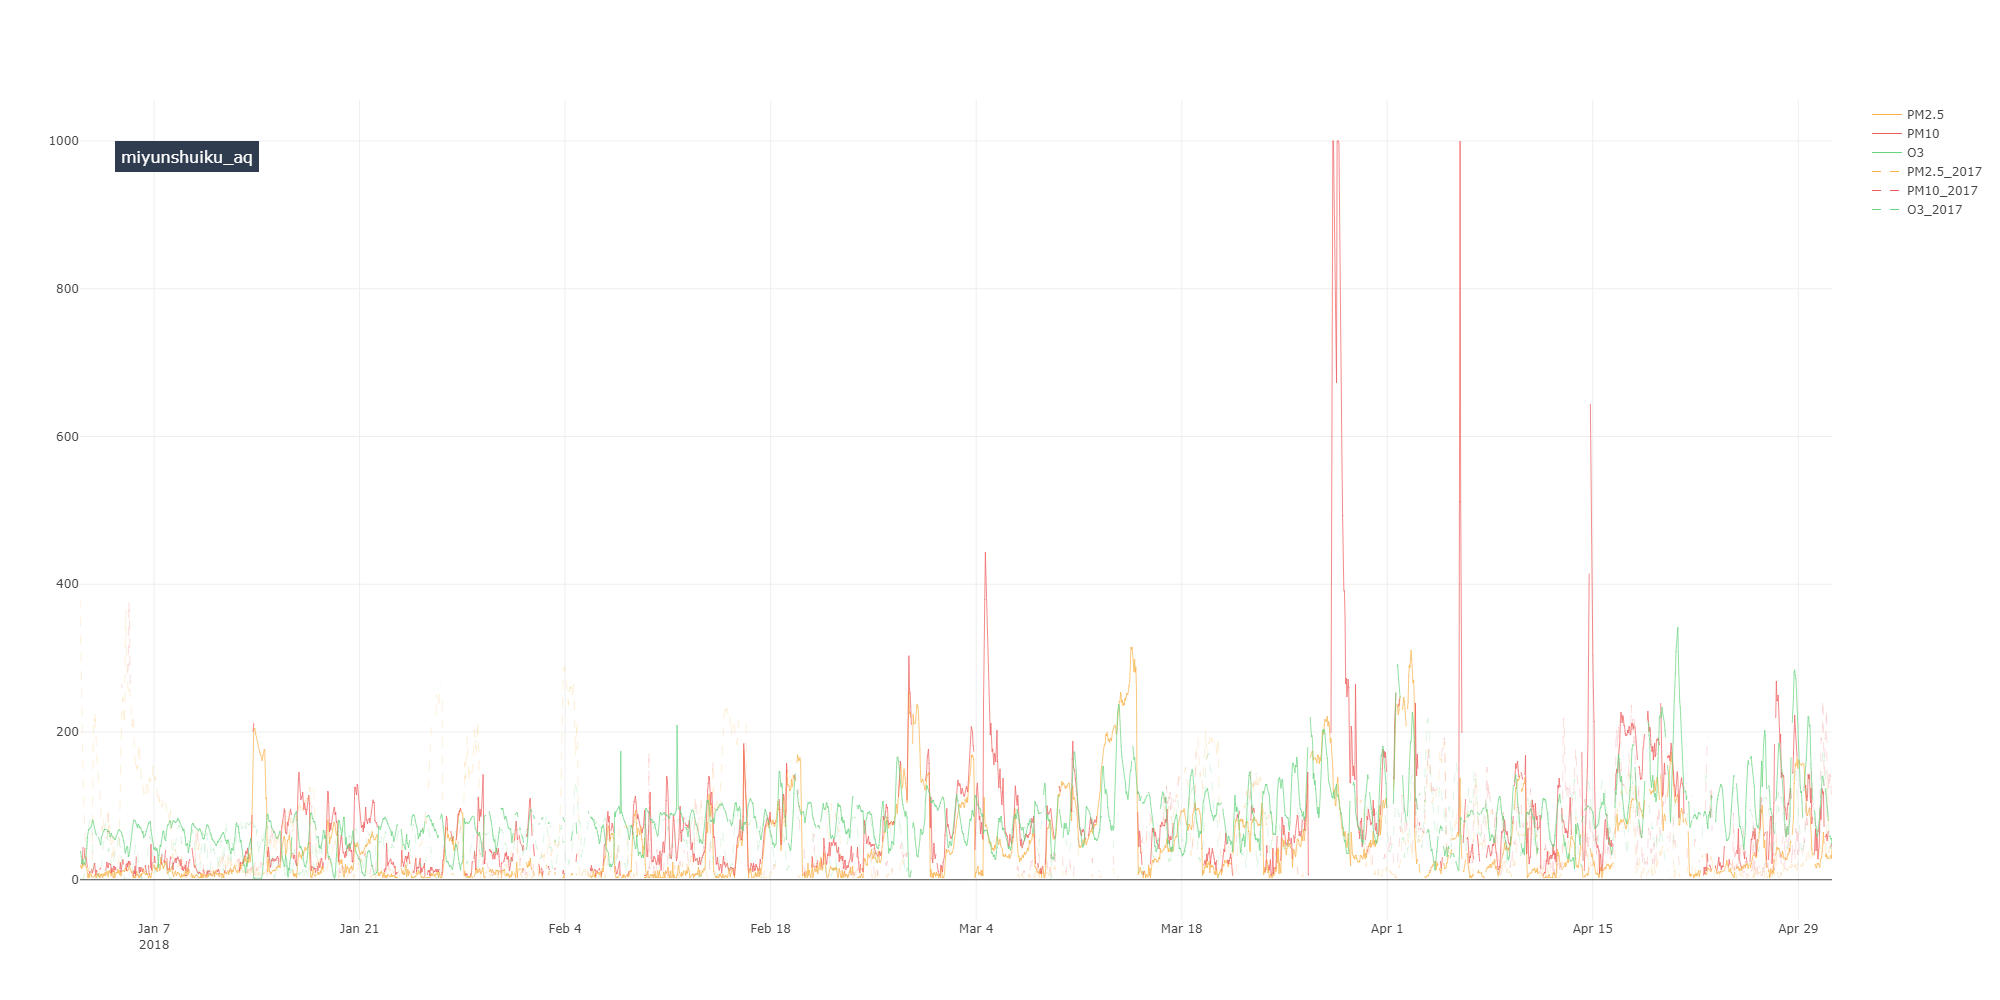 1000
800
600
400
200
0
miyunshuiku_aq
PM2.5
PM10
O3
PM2.5_2017
PM10_2017
O3_2017
Jan 7
2018
Jan 21
Feb 4
Feb 18
Mar 4
Mar 18
Apr 1
Apr 15
Apr 29